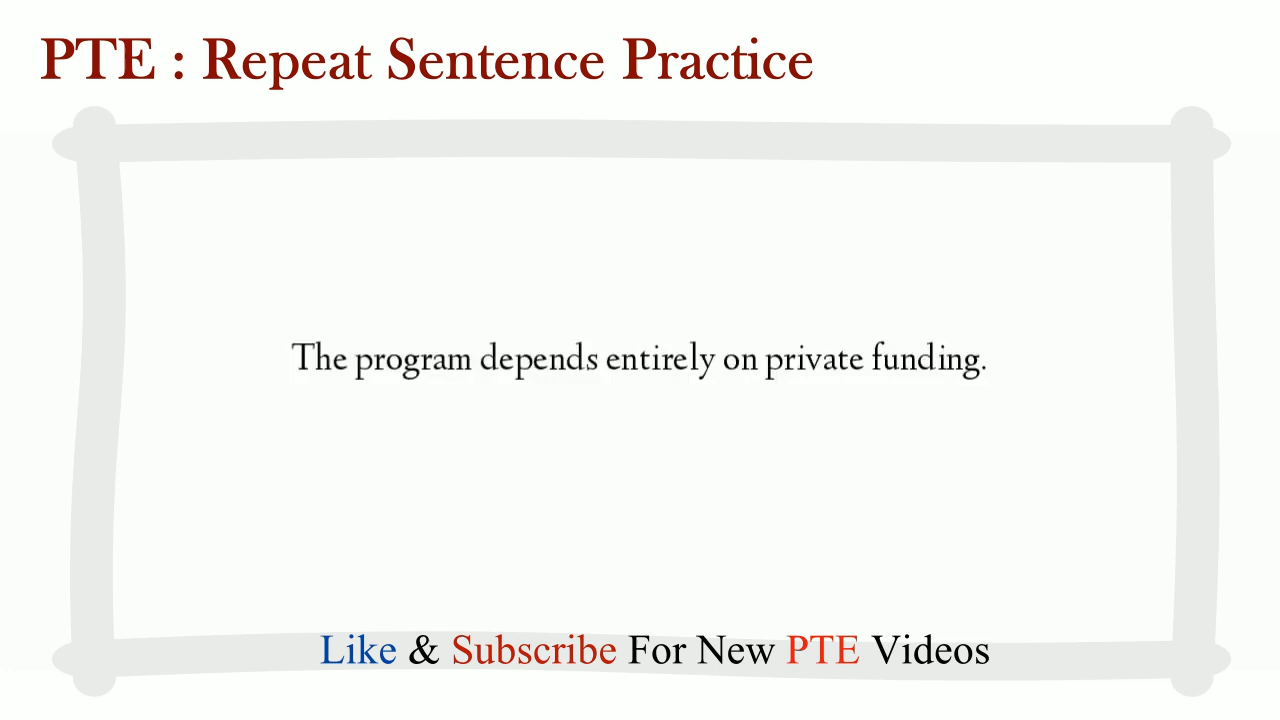 PTE : Repeat Sentence Practice
The program depends entirely on private funding.
Like & Subscribe For New PTE Videos